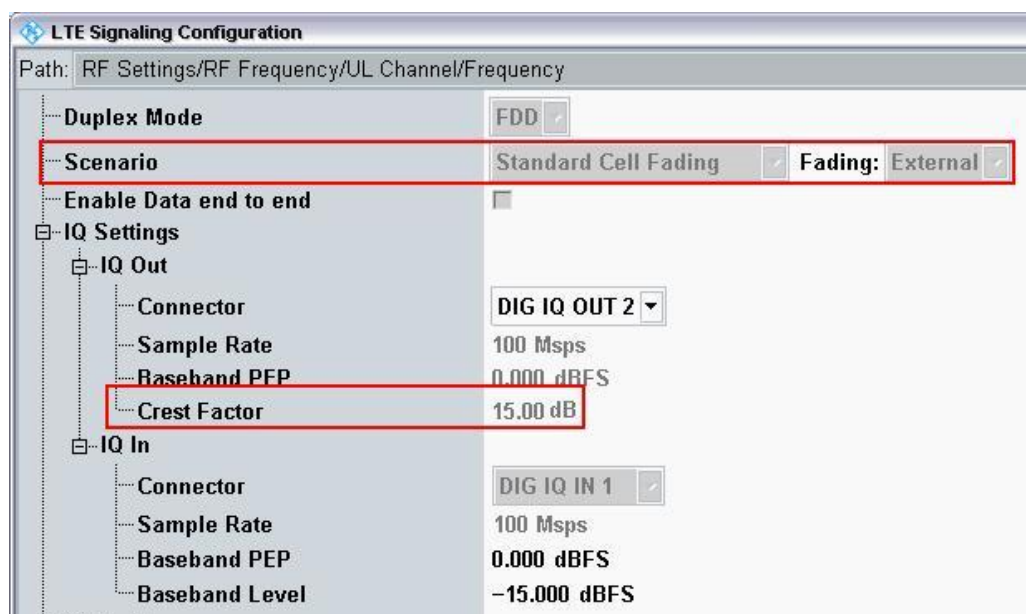 LTE Signaling Configuration
Path: RF Settings/RF Frequency/UL Channel/Frequency
Duplex Mode FDD
Scenario Standard Cell Fading Fading: External
Enable Data end to end
IQ Settings
IQ Out
Connector DIG IQ OUT 2
Sample Rate 100 Msps
Baseband PEP 0.000 dBFS
Crest Factor 15.00 dB
IQ In
Connector DIG IQ IN 1
Sample Rate 100 Msps
Baseband PEP 0.000 dBFS
Baseband Level −15.000 dBFS